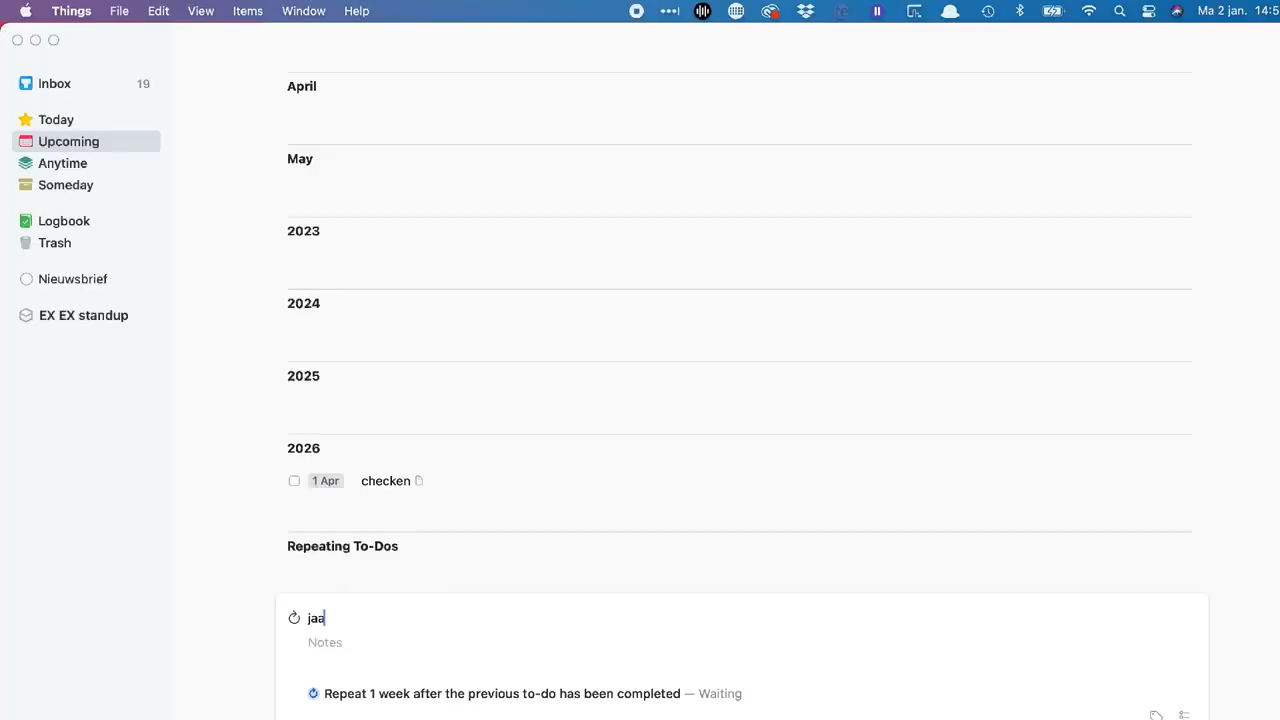 Things File Edit View Items Window Help Ma 2 jan. 14:5
Inbox 19
Today
Upcoming
Anytime
Someday
Logbook
Trash
Nieuwsbrief
EX EX standup
April
May
2023
2024
2025
2026
1 Apr checken
Repeating To-Dos
jaa
Notes
Repeat 1 week after the previous to-do has been completed — Waiting